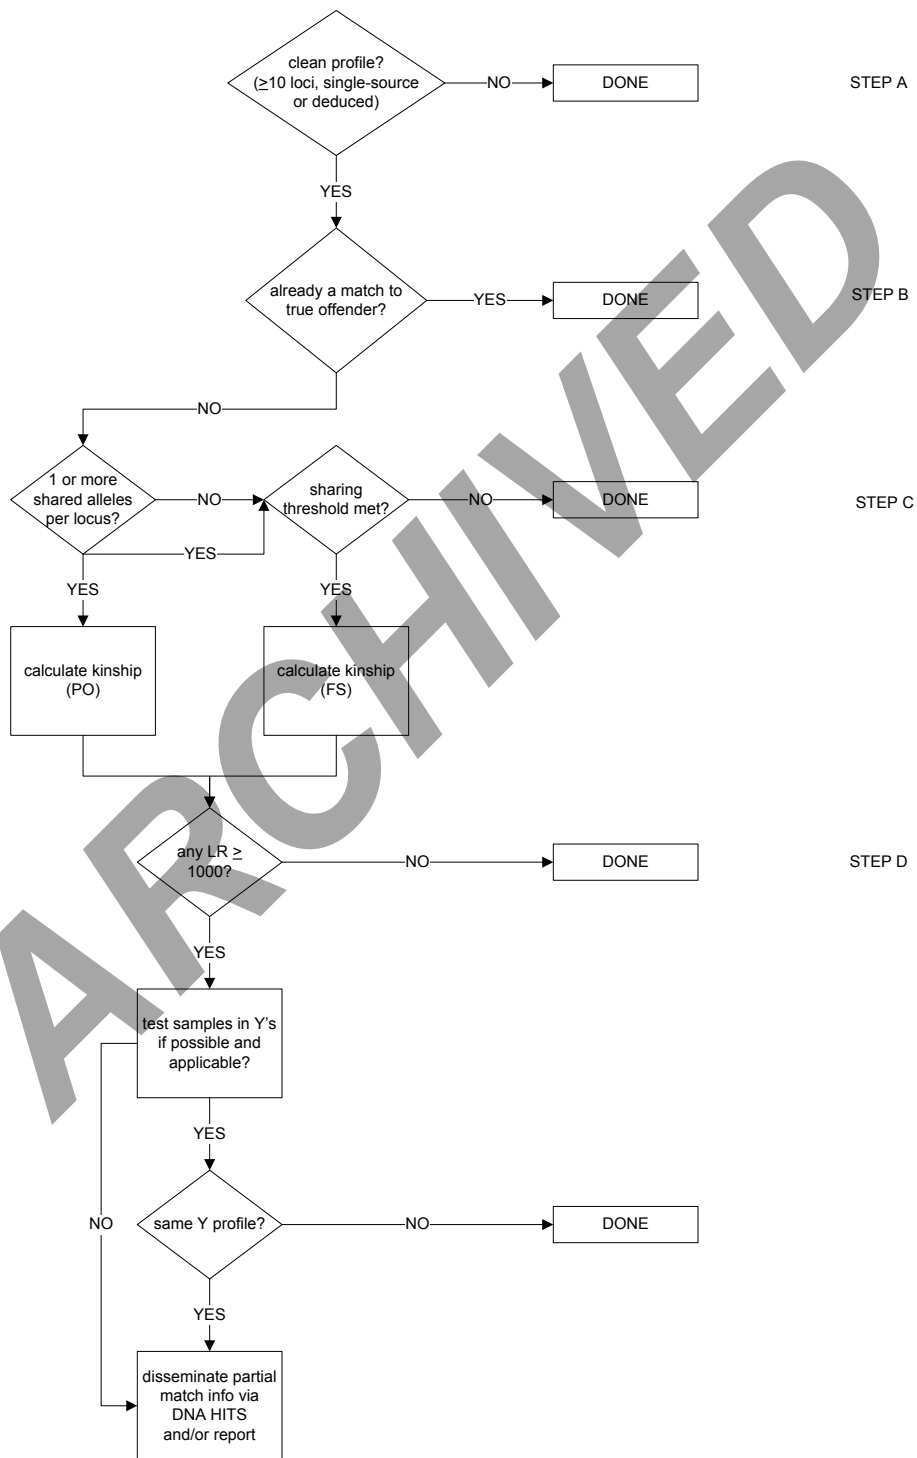 clean profile?
(≥10 loci, single-source
or deduced)
NO
DONE
STEP A
YES
already a match to
true offender?
YES
DONE
STEP B
NO
1 or more
shared alleles
per locus?
NO
sharing
threshold met?
NO
DONE
STEP C
YES
YES
YES
calculate kinship
(PO)
calculate kinship
(FS)
any LR ≥
1000?
NO
DONE
STEP D
YES
test samples in Y's
if possible and
applicable?
YES
NO
same Y profile?
NO
DONE
YES
disseminate partial
match info via
DNA HITS
and/or report
ARCHIVED